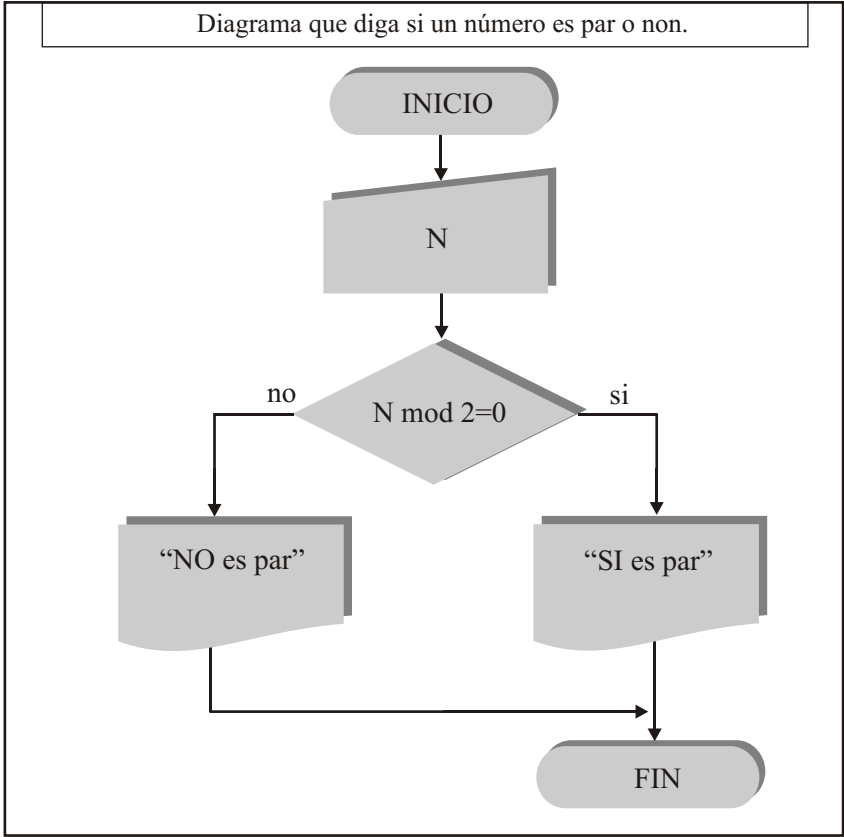 Diagrama que diga si un número es par o non.
INICIO
N
N mod 2=0
no
si
“NO es par”
“SI es par”
FIN